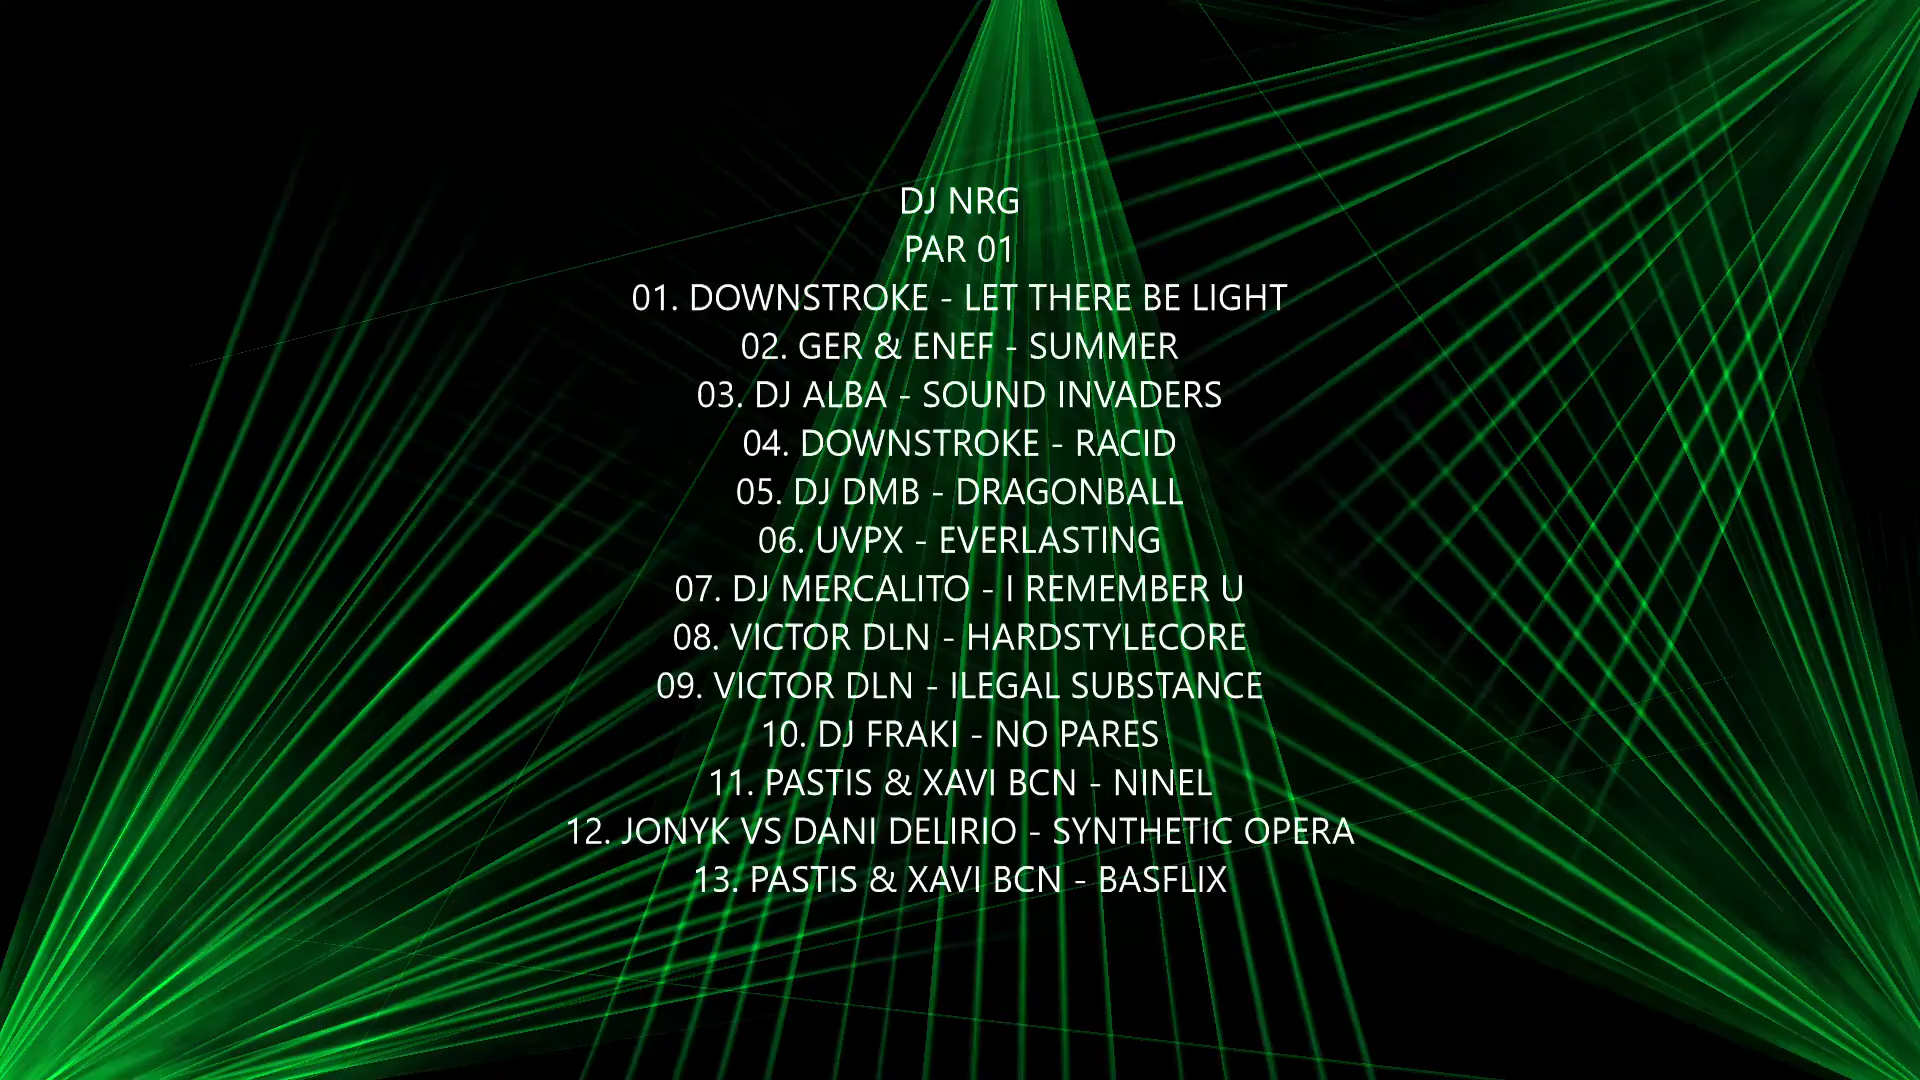 DJ NRG
PAR 01
01. DOWNSTROKE - LET THERE BE LIGHT
02. GER & ENEF - SUMMER
03. DJ ALBA - SOUND INVADERS
04. DOWNSTROKE - RACID
05. DJ DMB - DRAGONBALL
06. UVPX - EVERLASTING
07. DJ MERCALITO - I REMEMBER U
08. VICTOR DLN - HARDSTYLECORE
09. VICTOR DLN - ILEGAL SUBSTANCE
10. DJ FRAKI - NO PARES
11. PASTIS & XAVI BCN - NINEL
12. JONYK VS DANI DELIRIO - SYNTHETIC OPERA
13. PASTIS & XAVI BCN - BASFLIX